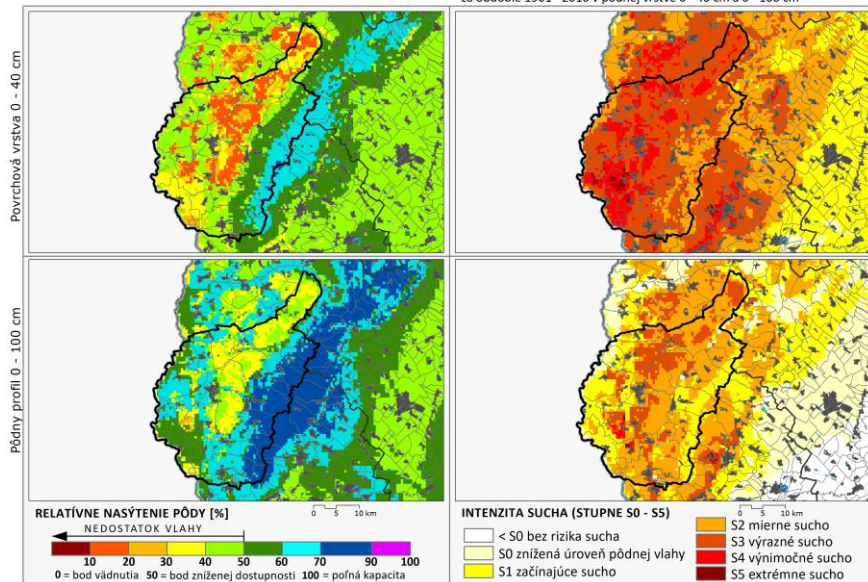 za obdobie 1961 - 2010 v pôdnej vrstve 0 - 40 cm a 0 - 100 cm
Povrchová vrstva 0 - 40 cm
Pôdny profil 0 - 100 cm
RELATÍVNE NASÝTENIE PÔDY [%]
0 5 10 km
NEDOSTATOK VLAHY
10 20 30 40 50 60 70 90 100
0 = bod vädnutia 50 = bod zníženej dostupnosti 100 = poľná kapacita
INTENZITA SUCHA (STUPNE S0 - S5)
0 5 10 km
< S0 bez rizika sucha
S0 znížená úroveň pôdnej vlahy
S1 začínajúce sucho
S2 mierne sucho
S3 výrazné sucho
S4 výnimočné sucho
S5 extrémne sucho